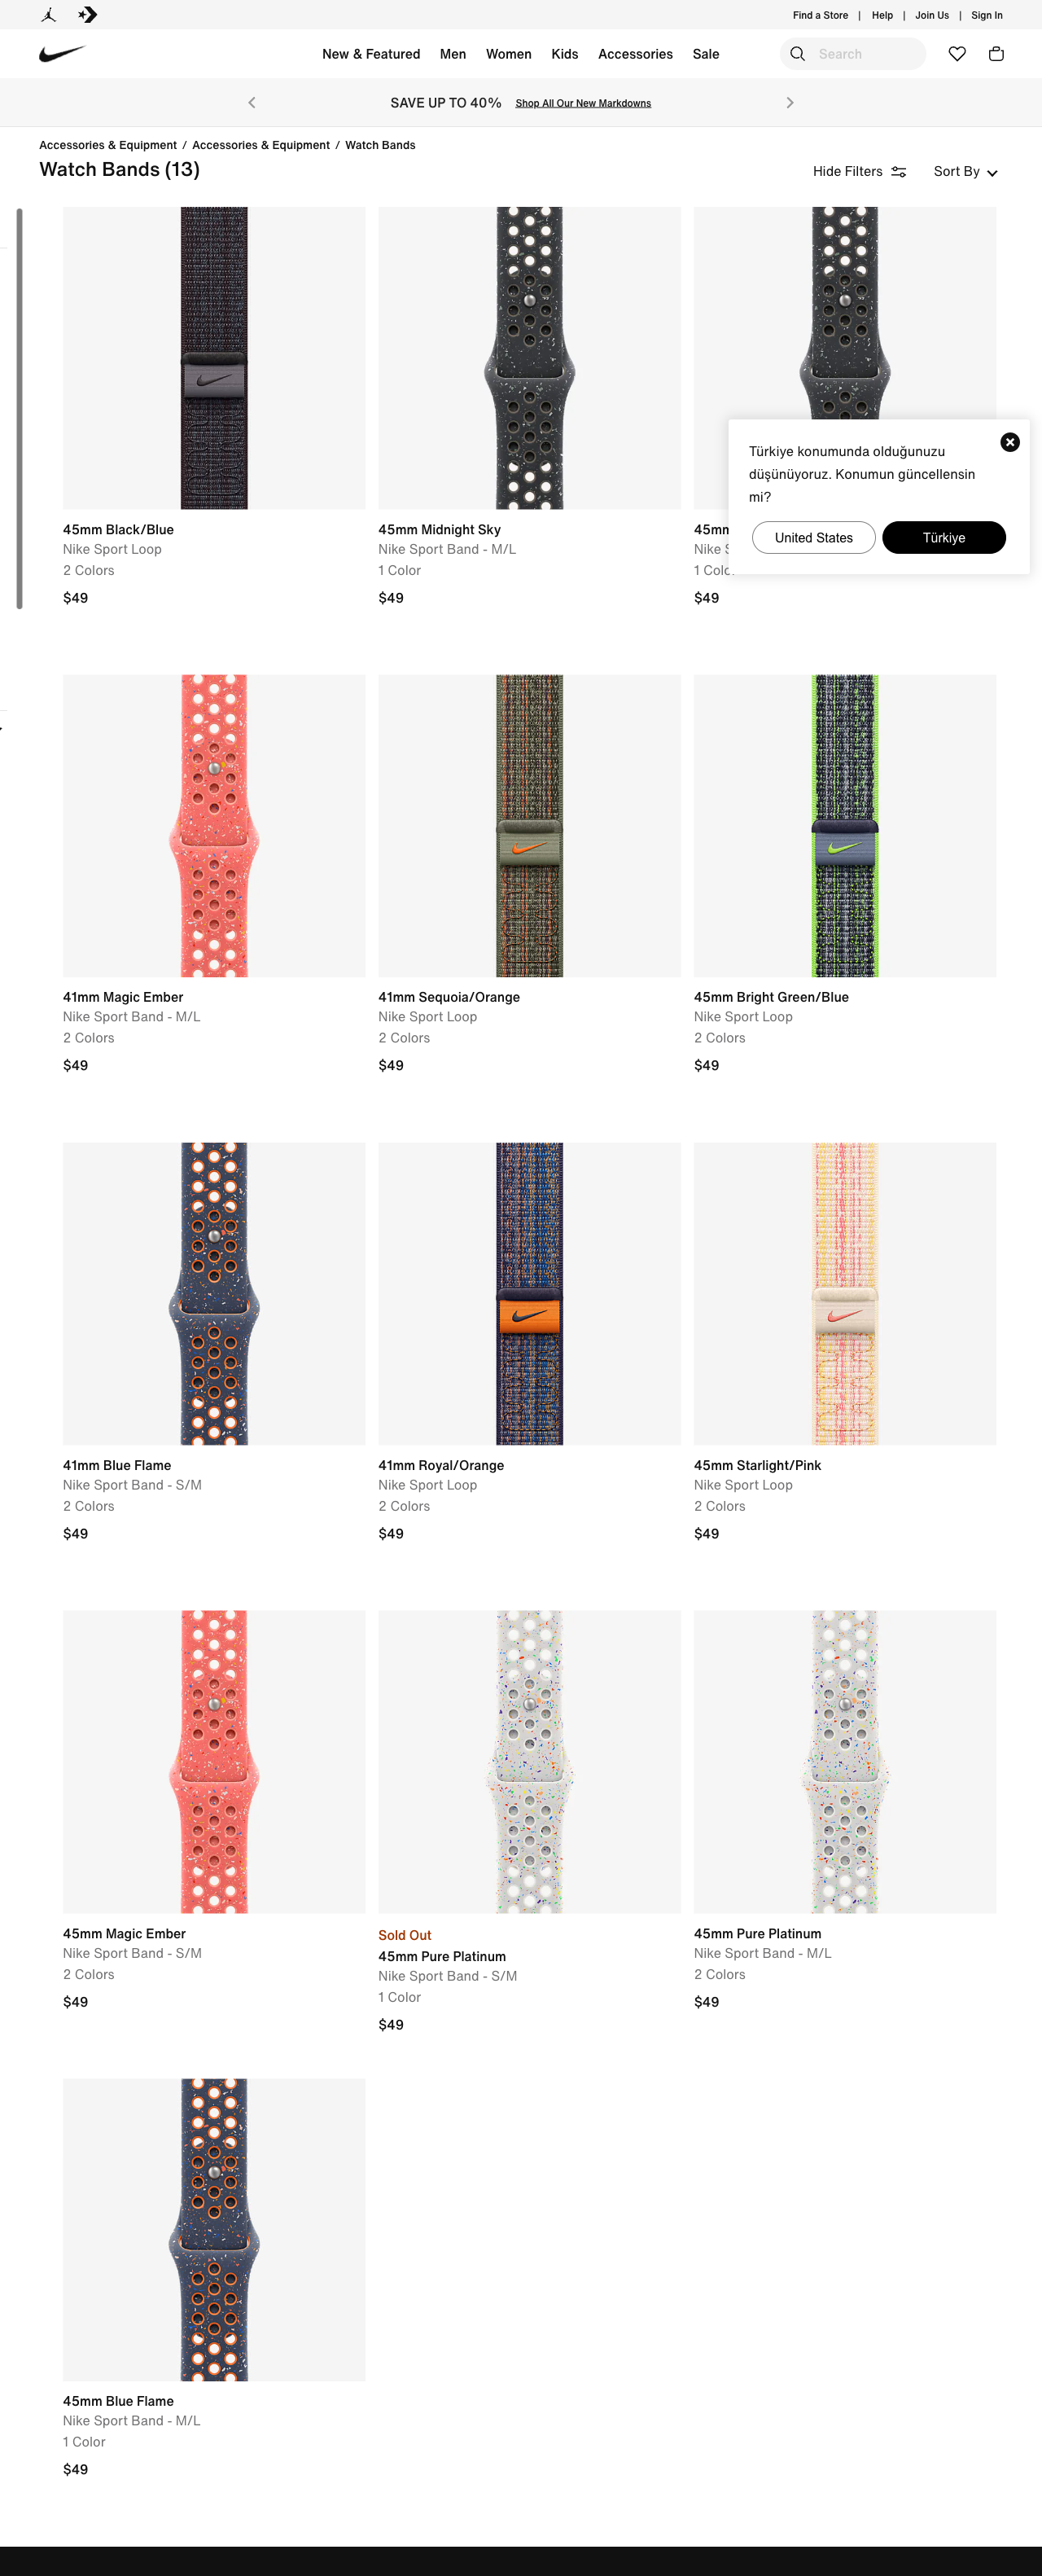 Find a Store | Help | Join Us | Sign In
New & Featured Men Women Kids Accessories Sale Search
SAVE UP TO 40% Shop All Our New Markdowns
Accessories & Equipment / Accessories & Equipment / Watch Bands
Watch Bands (13)
Hide Filters Sort By
45mm Black/Blue
Nike Sport Loop
2 Colors
$49
45mm Midnight Sky
Nike Sport Band - M/L
1 Color
$49
45mm
Nike
$49
Türkiye konumunda olduğunuzu
düşünüyoruz. Konumun güncellensin
mi?
United States Türkiye
41mm Magic Ember
Nike Sport Band - M/L
2 Colors
$49
41mm Sequoia/Orange
Nike Sport Loop
2 Colors
$49
45mm Bright Green/Blue
Nike Sport Loop
2 Colors
$49
41mm Blue Flame
Nike Sport Band - S/M
2 Colors
$49
41mm Royal/Orange
Nike Sport Loop
2 Colors
$49
45mm Starlight/Pink
Nike Sport Loop
2 Colors
$49
45mm Magic Ember
Nike Sport Band - S/M
2 Colors
$49
Sold Out
45mm Pure Platinum
Nike Sport Band - S/M
1 Color
$49
45mm Pure Platinum
Nike Sport Band - M/L
2 Colors
$49
45mm Blue Flame
Nike Sport Band - M/L
1 Color
$49